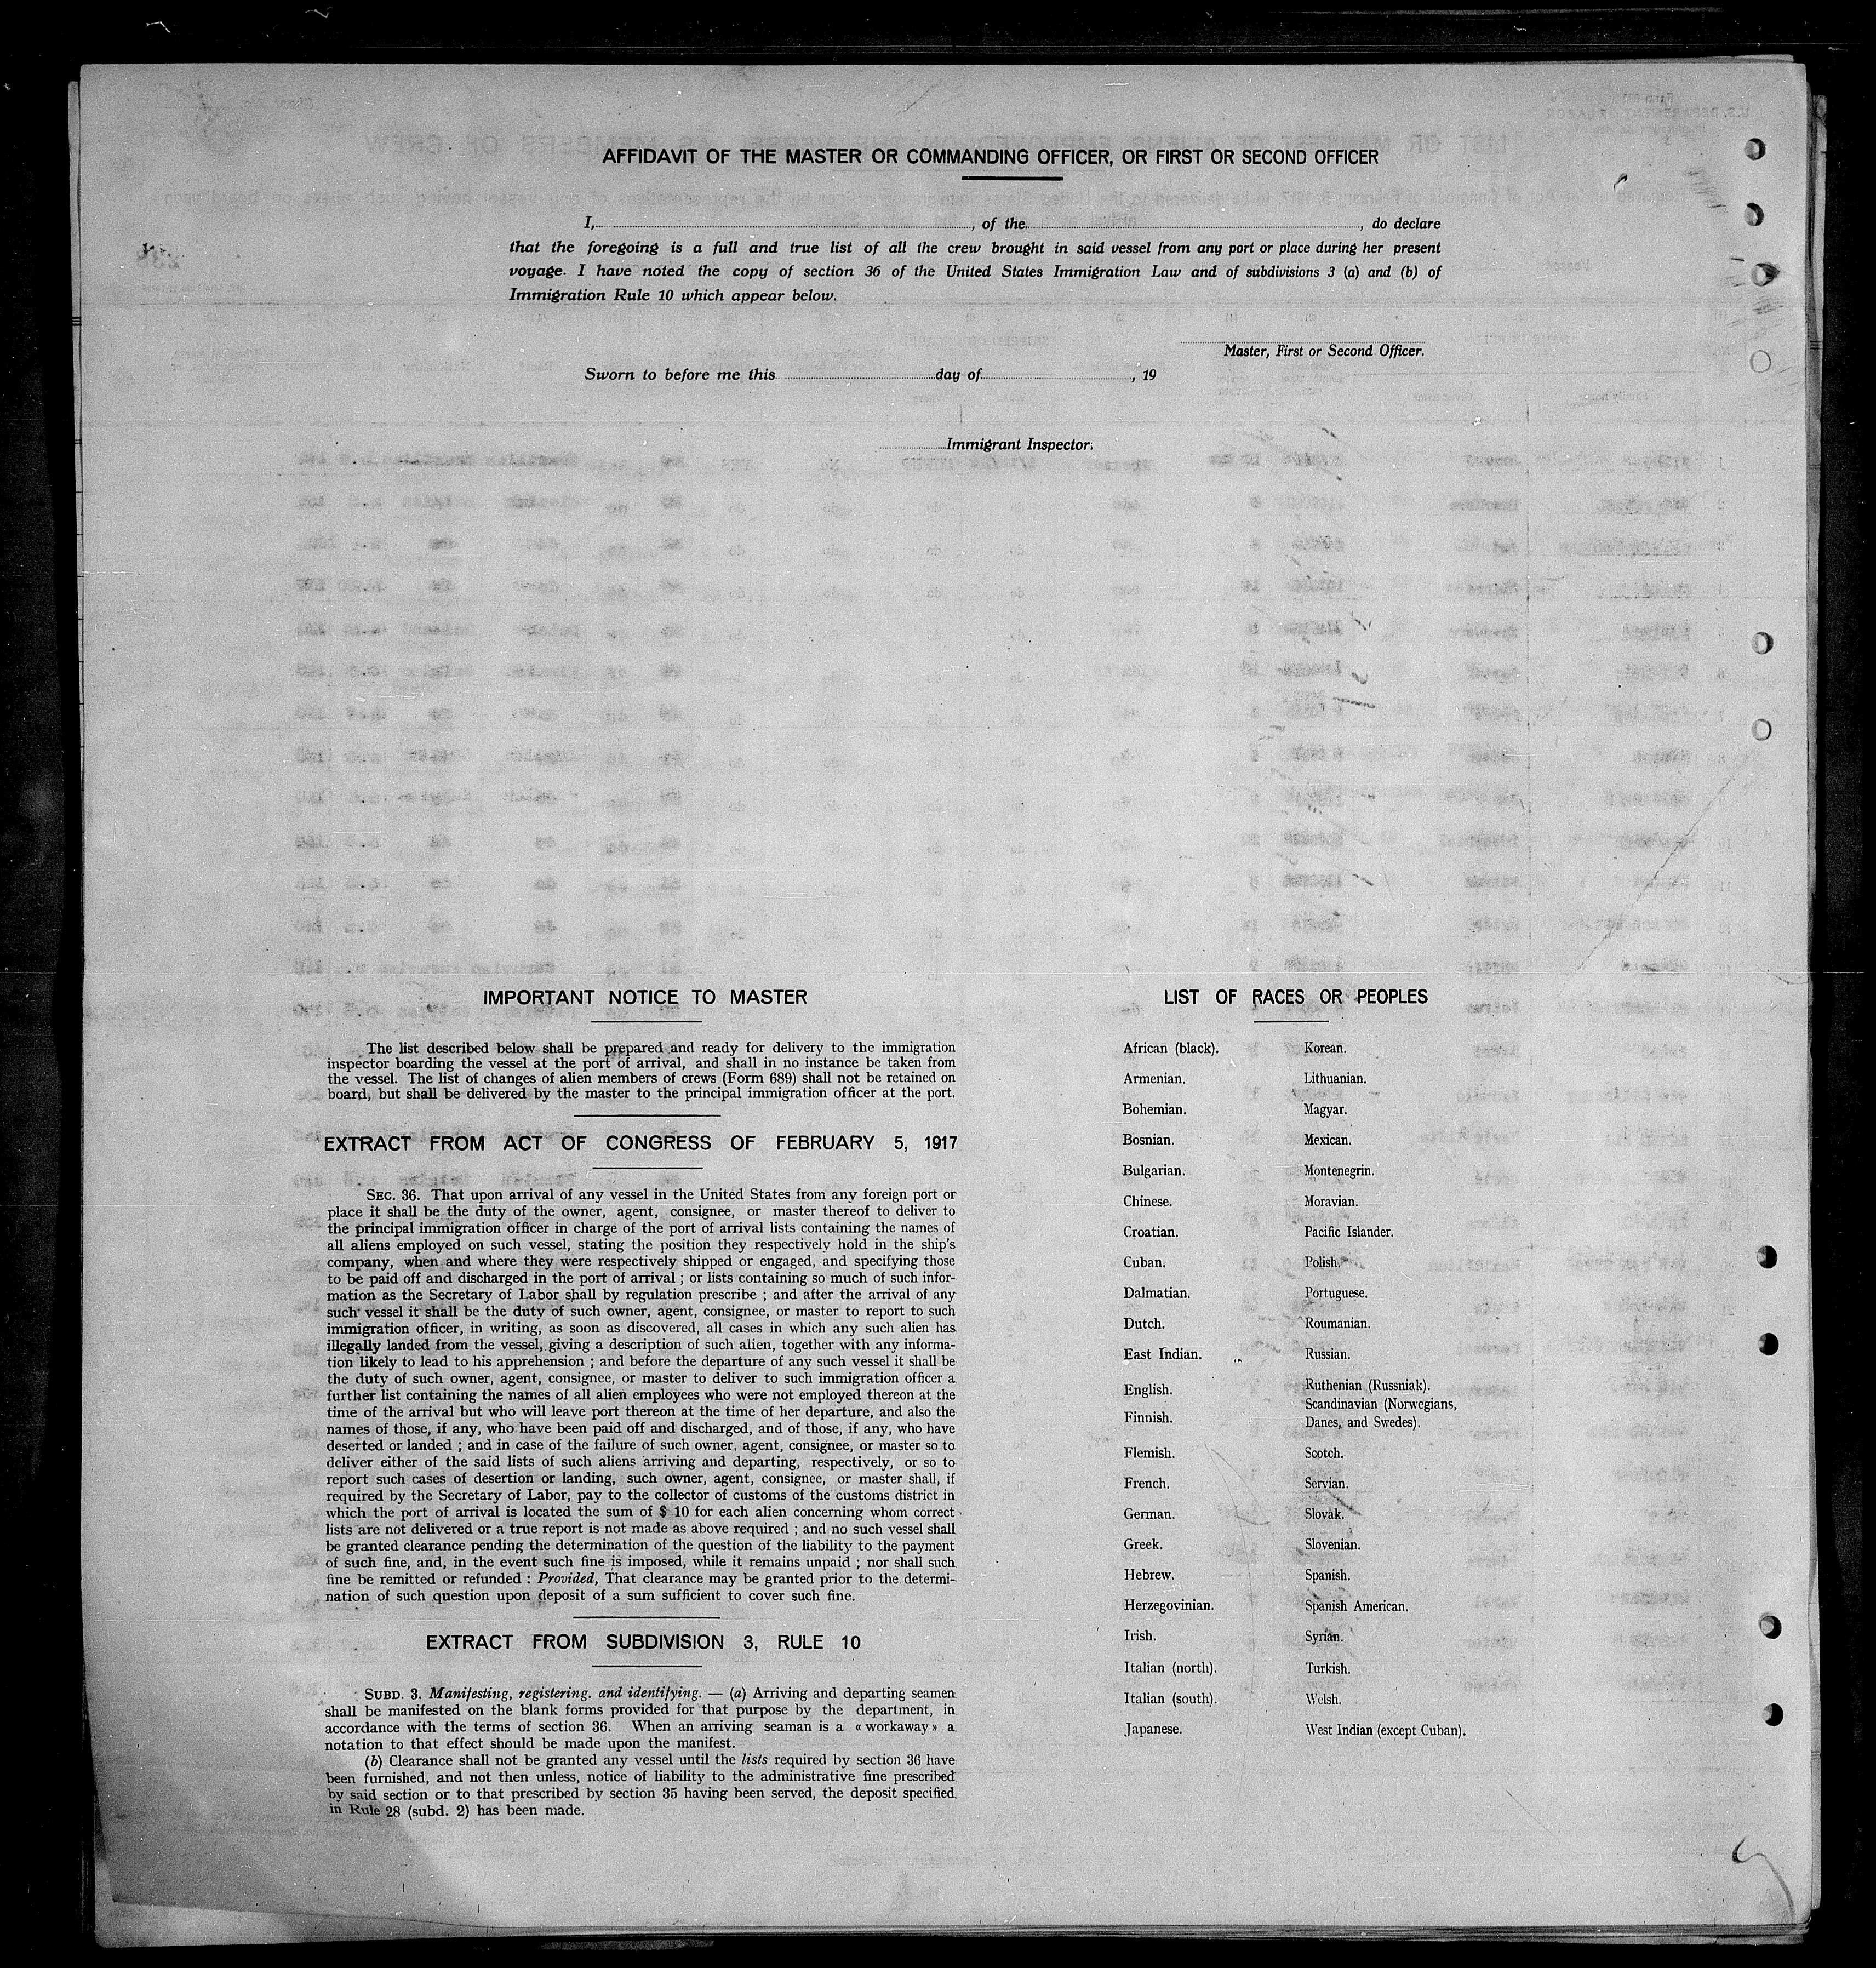 AFFIDAVIT OF THE MASTER OR COMMANDING OFFICER, OR FIRST OR SECOND OFFICER
I, , of the , do declare
that the foregoing is a full and true list of all the crew brought in said vessel from any port or place during her present
voyage. I have noted the copy of section 36 of the United States Immigration Law and of subdivisions 3 (a) and (b) of
Immigration Rule 10 which appear below.
Master, First or Second Officer.
Sworn to before me this day of , 19
Immigrant Inspector.
IMPORTANT NOTICE TO MASTER
The list described below shall be prepared and ready for delivery to the immigration
inspector boarding the vessel at the port of arrival, and shall in no instance be taken from
the vessel. The list of changes of alien members of crews (Form 689) shall not be retained on
board, but shall be delivered by the master to the principal immigration officer at the port.
EXTRACT FROM ACT OF CONGRESS OF FEBRUARY 5, 1917
SEC. 36. That upon arrival of any vessel in the United States from any foreign port or
place it shall be the duty of the owner, agent, consignee, or master thereof to deliver to
the principal immigration officer in charge of the port of arrival lists containing the names of
all aliens employed on such vessel, stating the position they respectively hold in the ship's
company, when and where they were respectively shipped or engaged, and specifying those
to be paid off and discharged in the port of arrival ; or lists containing so much of such infor-
mation as the Secretary of Labor shall by regulation prescribe ; and after the arrival of any
such vessel it shall be the duty of such owner, agent, consignee, or master to report to such
immigration officer, in writing, as soon as discovered, all cases in which any such alien has
illegally landed from the vessel, giving a description of such alien, together with any informa-
tion likely to lead to his apprehension ; and before the departure of any such vessel it shall be
the duty of such owner, agent, consignee, or master to deliver to such immigration officer a
further list containing the names of all alien employees who were not employed thereon at the
time of the arrival but who will leave port thereon at the time of her departure, and also the
names of those, if any, who have been paid off and discharged, and of those, if any, who have
deserted or landed ; and in case of the failure of such owner. agent, consignee, or master so to
deliver either of the said lists of such aliens arriving and departing, respectively, or so to
report such cases of desertion or landing, such owner, agent, consignee, or master shall, if
required by the Secretary of Labor, pay to the collector of customs of the customs district in
which the port of arrival is located the sum of $ 10 for each alien concerning whom correct
lists are not delivered or a true report is not made as above required ; and no such vessel shall
be granted clearance pending the determination of the question of the liability to the payment
of such fine, and, in the event such fine is imposed, while it remains unpaid ; nor shall such
fine be remitted or refunded : Provided, That clearance may be granted prior to the determi-
nation of such question upon deposit of a sum sufficient to cover such fine.
EXTRACT FROM SUBDIVISION 3, RULE 10
SUBD. 3. Manifesting, registering. and identifying. — (a) Arriving and departing seamen
shall be manifested on the blank forms provided for that purpose by the department, in
accordance with the terms of section 36. When an arriving seaman is a « workaway » a
notation to that effect should be made upon the manifest.
(b) Clearance shall not be granted any vessel until the lists required by section 36 have
been furnished, and not then unless, notice of liability to the administrative fine prescribed
by said section or to that prescribed by section 35 having been served, the deposit specified
in Rule 28 (subd. 2) has been made.
LIST OF RACES OR PEOPLES
African (black).
Armenian.
Bohemian.
Bosnian.
Bulgarian.
Chinese.
Croatian.
Cuban.
Dalmatian.
Dutch.
East Indian.
English.
Finnish.
Flemish.
French.
German.
Greek.
Hebrew.
Herzegovinian.
Irish.
Italian (north).
Italian (south).
Japanese.
Korean.
Lithuanian.
Magyar.
Mexican.
Montenegrin.
Moravian.
Pacific Islander.
Polish.
Portuguese.
Roumanian.
Russian.
Ruthenian (Russniak).
Scandinavian (Norwegians,
Danes, and Swedes).
Scotch.
Servian.
Slovak.
Slovenian.
Spanish.
Spanish American.
Syrian.
Turkish.
Welsh.
West Indian (except Cuban).